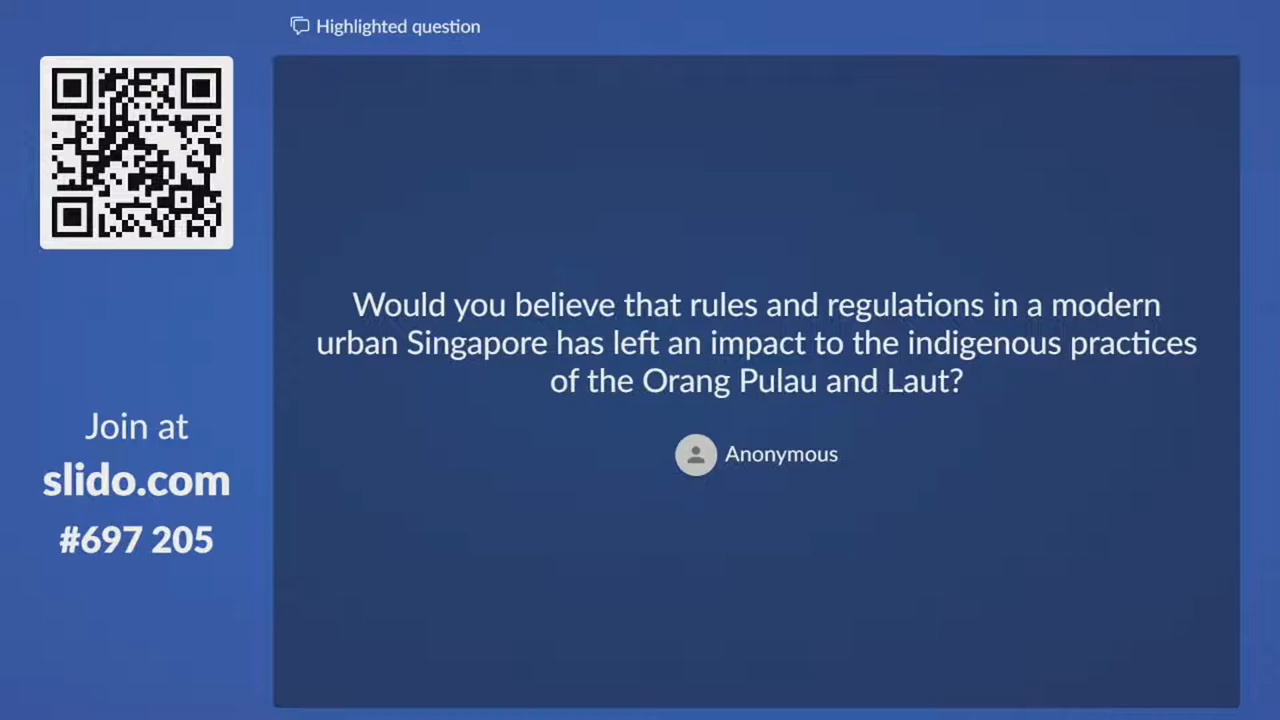 Highlighted question
Would you believe that rules and regulations in a modern
urban Singapore has left an impact to the indigenous practices
of the Orang Pulau and Laut?
Anonymous
Join at
slido.com
#697 205